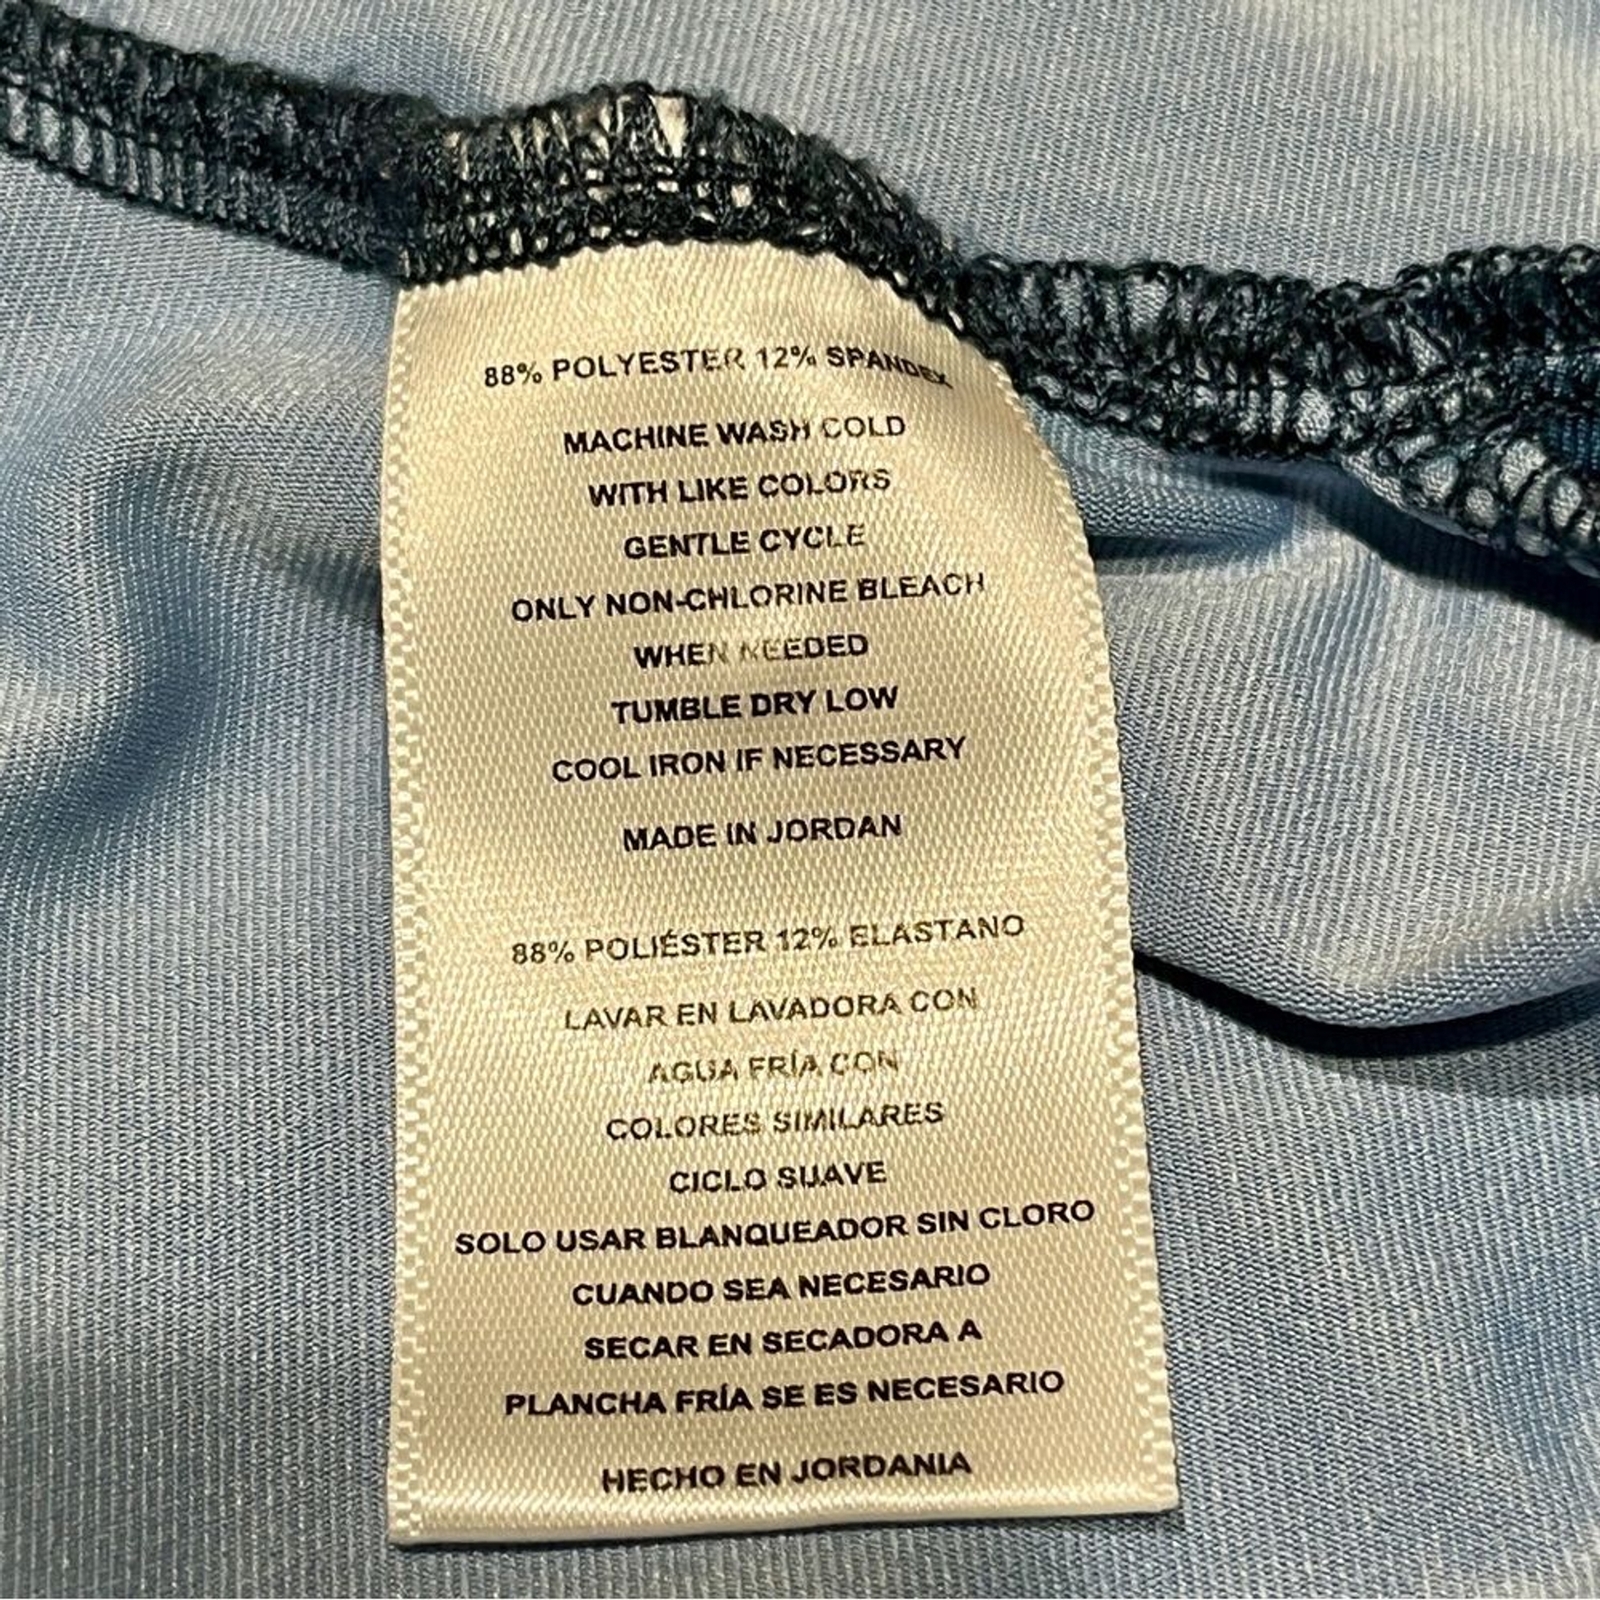 88% POLYESTER 12% SPANDEX
MACHINE WASH COLD
WITH LIKE COLORS
GENTLE CYCLE
ONLY NON-CHLORINE BLEACH
WHEN NEEDED
TUMBLE DRY LOW
COOL IRON IF NECESSARY
MADE IN JORDAN
88% POLIÉSTER 12% ELASTANO
LAVAR EN LAVADORA CON
AGUA FRÍA CON
COLORES SIMILARES
CICLO SUAVE
SOLO USAR BLANQUEADOR SIN CLORO
CUANDO SEA NECESARIO
SECAR EN SECADORA A
PLANCHA FRÍA SE ES NECESARIO
HECHO EN JORDANIA